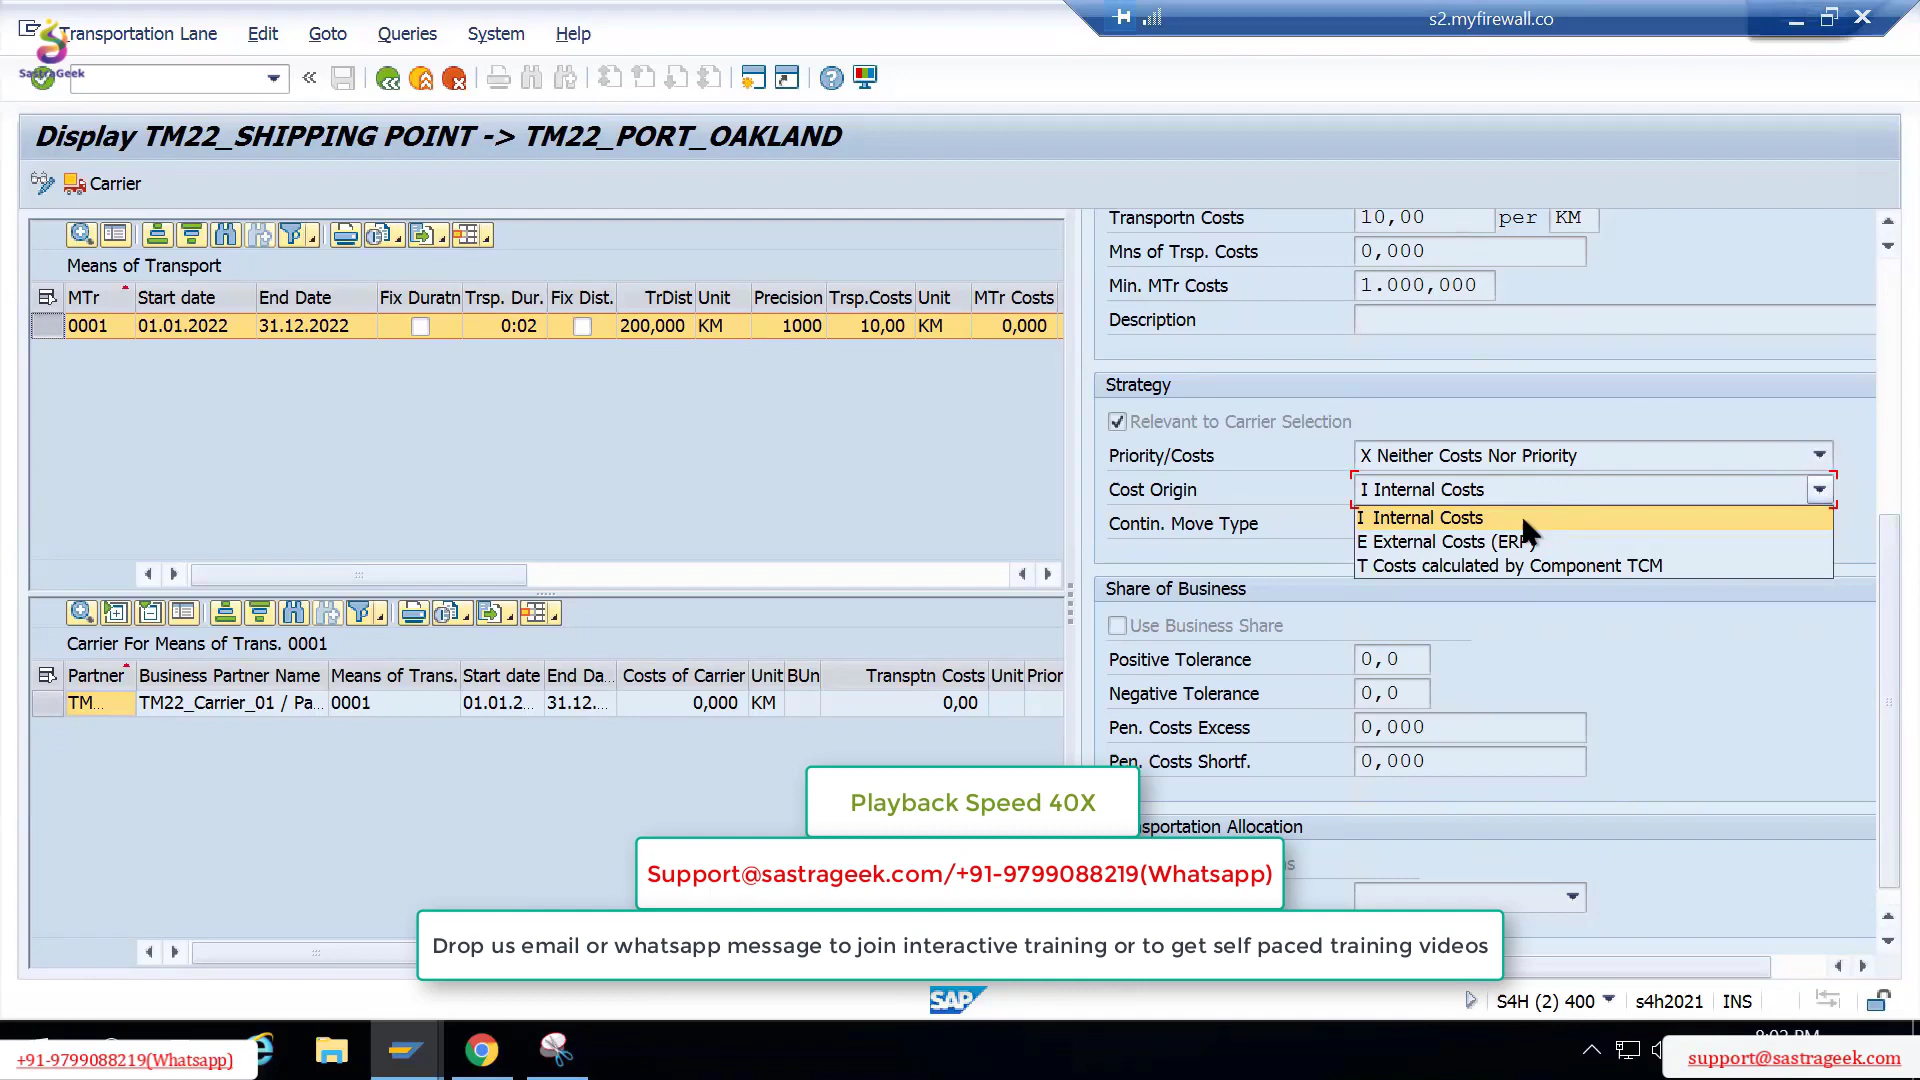 Transportation Lane Edit Goto Queries System Help
s2.myfirewall.co
SastraGeek
Display TM22_SHIPPING POINT -> TM22_PORT_OAKLAND
Carrier
Means of Transport
MTr Start date End Date Fix Duratn Trsp. Dur. Fix Dist. TrDist Unit Precision Trsp.Costs Unit MTr Costs
0001 01.01.2022 31.12.2022 0:02 200,000 KM 1000 10,00 KM 0,000
Carrier For Means of Trans. 0001
Partner Business Partner Name Means of Trans. Start date End Da... Costs of Carrier Unit BUn Transptn Costs Unit Prior
TM... TM22_Carrier_01 / Pa... 0001 01.01.2... 31.12.... 0,000 KM 0,00
Transportn Costs 10,00 per KM
Mns of Trsp. Costs 0,000
Min. MTr Costs 1.000,000
Description
Strategy
Relevant to Carrier Selection
Priority/Costs X Neither Costs Nor Priority
Cost Origin I Internal Costs
I Internal Costs
Contin. Move Type
E External Costs (ERP)
T Costs calculated by Component TCM
Share of Business
Use Business Share
Positive Tolerance 0,0
Negative Tolerance 0,0
Pen. Costs Excess 0,000
Pen. Costs Shortf. 0,000
sportation Allocation
Playback Speed 40X
Support@sastrageek.com/+91-9799088219(Whatsapp)
Drop us email or whatsapp message to join interactive training or to get self paced training videos
SAP
S4H (2) 400 s4h2021 INS
+91-9799088219(Whatsapp)
support@sastrageek.com